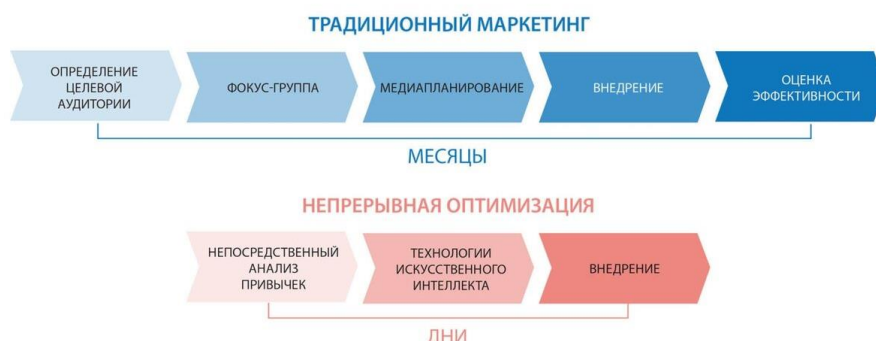 ТРАДИЦИОННЫЙ МАРКЕТИНГ
ОПРЕДЕЛЕНИЕ
ЦЕЛЕВОЙ
АУДИТОРИИ
ФОКУС-ГРУППА
МЕДИАПЛАНИРОВАНИЕ
ВНЕДРЕНИЕ
ОЦЕНКА
ЭФФЕКТИВНОСТИ
МЕСЯЦЫ
НЕПРЕРЫВНАЯ ОПТИМИЗАЦИЯ
НЕПОСРЕДСТВЕННЫЙ
АНАЛИЗ
ПРИВЫЧЕК
ТЕХНОЛОГИИ
ИСКУССТВЕННОГО
ИНТЕЛЛЕКТА
ВНЕДРЕНИЕ
ДНИ